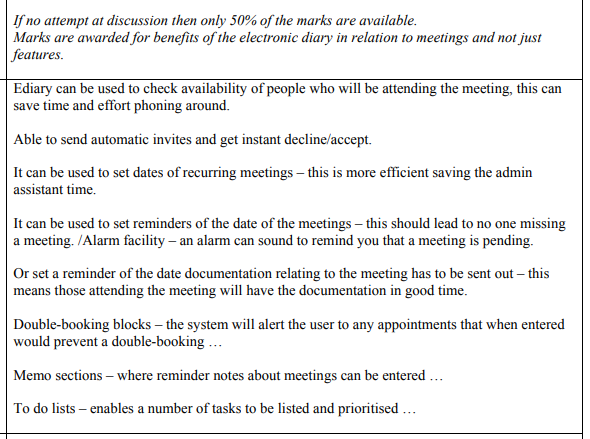 If no attempt at discussion then only 50% of the marks are available.
Marks are awarded for benefits of the electronic diary in relation to meetings and not just
features.
Ediary can be used to check availability of people who will be attending the meeting, this can
save time and effort phoning around.
Able to send automatic invites and get instant decline/accept.
It can be used to set dates of recurring meetings – this is more efficient saving the admin
assistant time.
It can be used to set reminders of the date of the meetings – this should lead to no one missing
a meeting. /Alarm facility – an alarm can sound to remind you that a meeting is pending.
Or set a reminder of the date documentation relating to the meeting has to be sent out – this
means those attending the meeting will have the documentation in good time.
Double-booking blocks – the system will alert the user to any appointments that when entered
would prevent a double-booking …
Memo sections – where reminder notes about meetings can be entered …
To do lists – enables a number of tasks to be listed and prioritised …